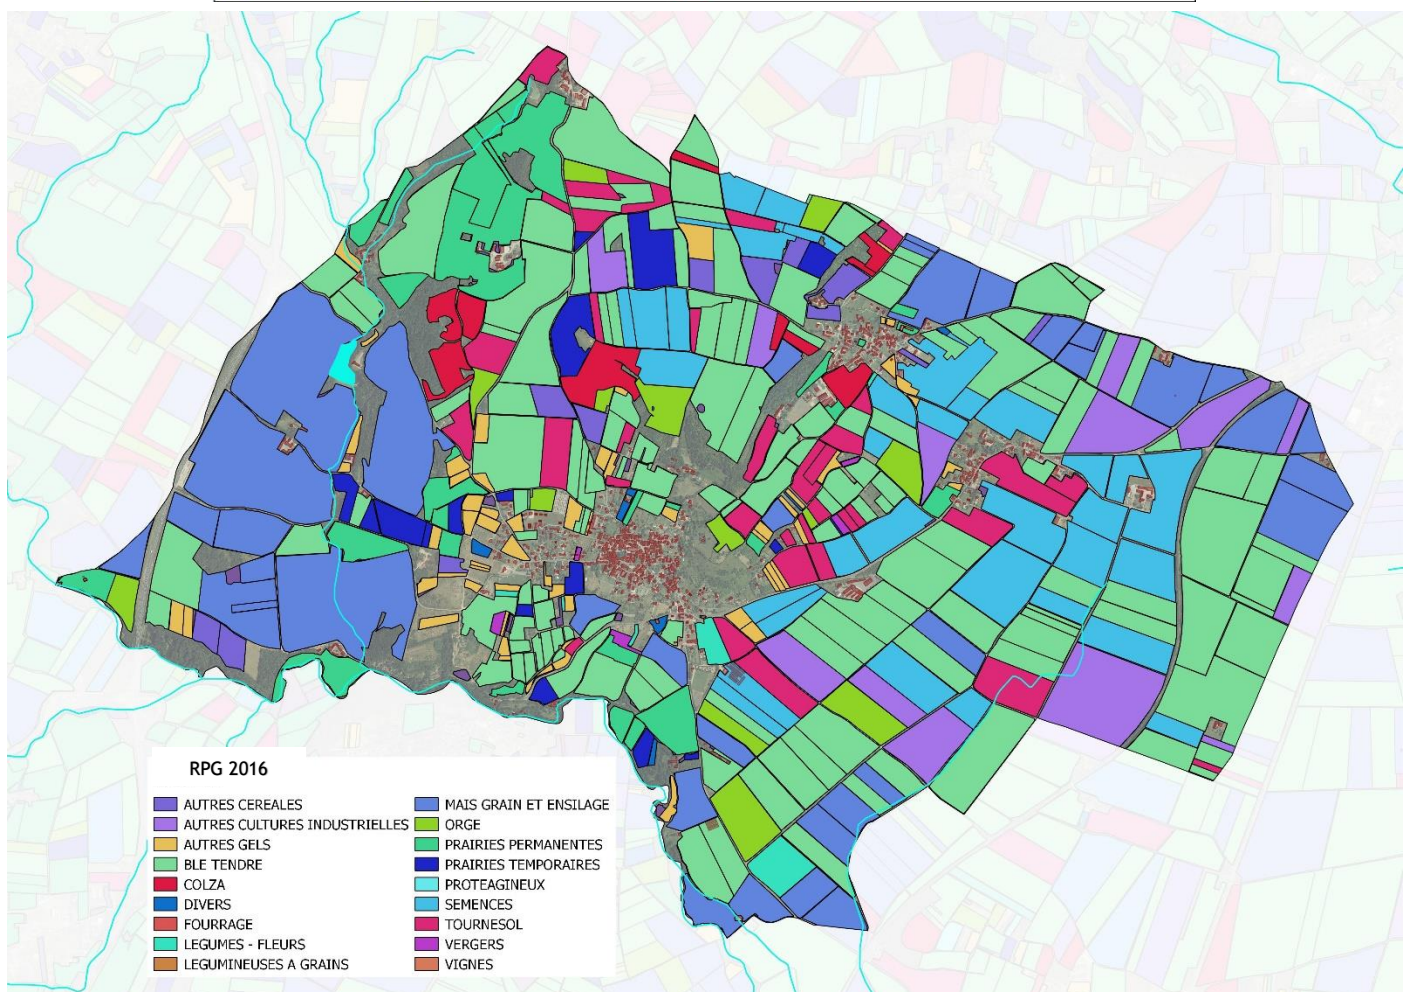 RPG 2016
AUTRES CEREALES
AUTRES CULTURES INDUSTRIELLES
AUTRES GELS
BLE TENDRE
COLZA
DIVERS
FOURRAGE
LEGUMES - FLEURS
LEGUMINEUSES A GRAINS
MAIS GRAIN ET ENSILAGE
ORGE
PRAIRIES PERMANENTES
PRAIRIES TEMPORAIRES
PROTEAGINEUX
SEMENCES
TOURNESOL
VERGERS
VIGNES